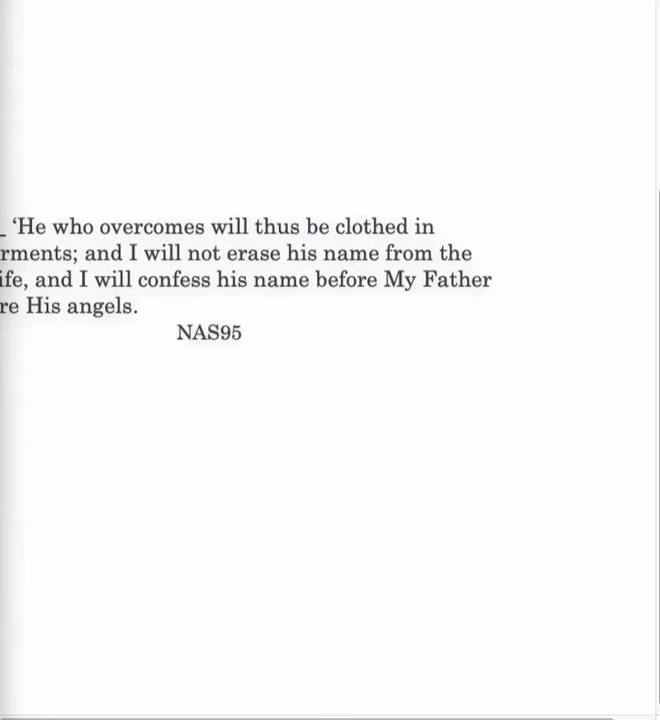 ‘He who overcomes will thus be clothed in
rments; and I will not erase his name from the
ife, and I will confess his name before My Father
re His angels.
NAS95